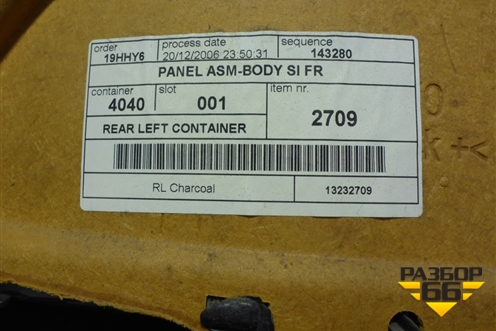 order process date sequence
19HHY6 20/12/2006 23:50:31 143280
PANEL ASM-BODY SI FR
container slot item nr.
4040 001 2709
REAR LEFT CONTAINER
RL Charcoal 13232709
РАЗБОР
66